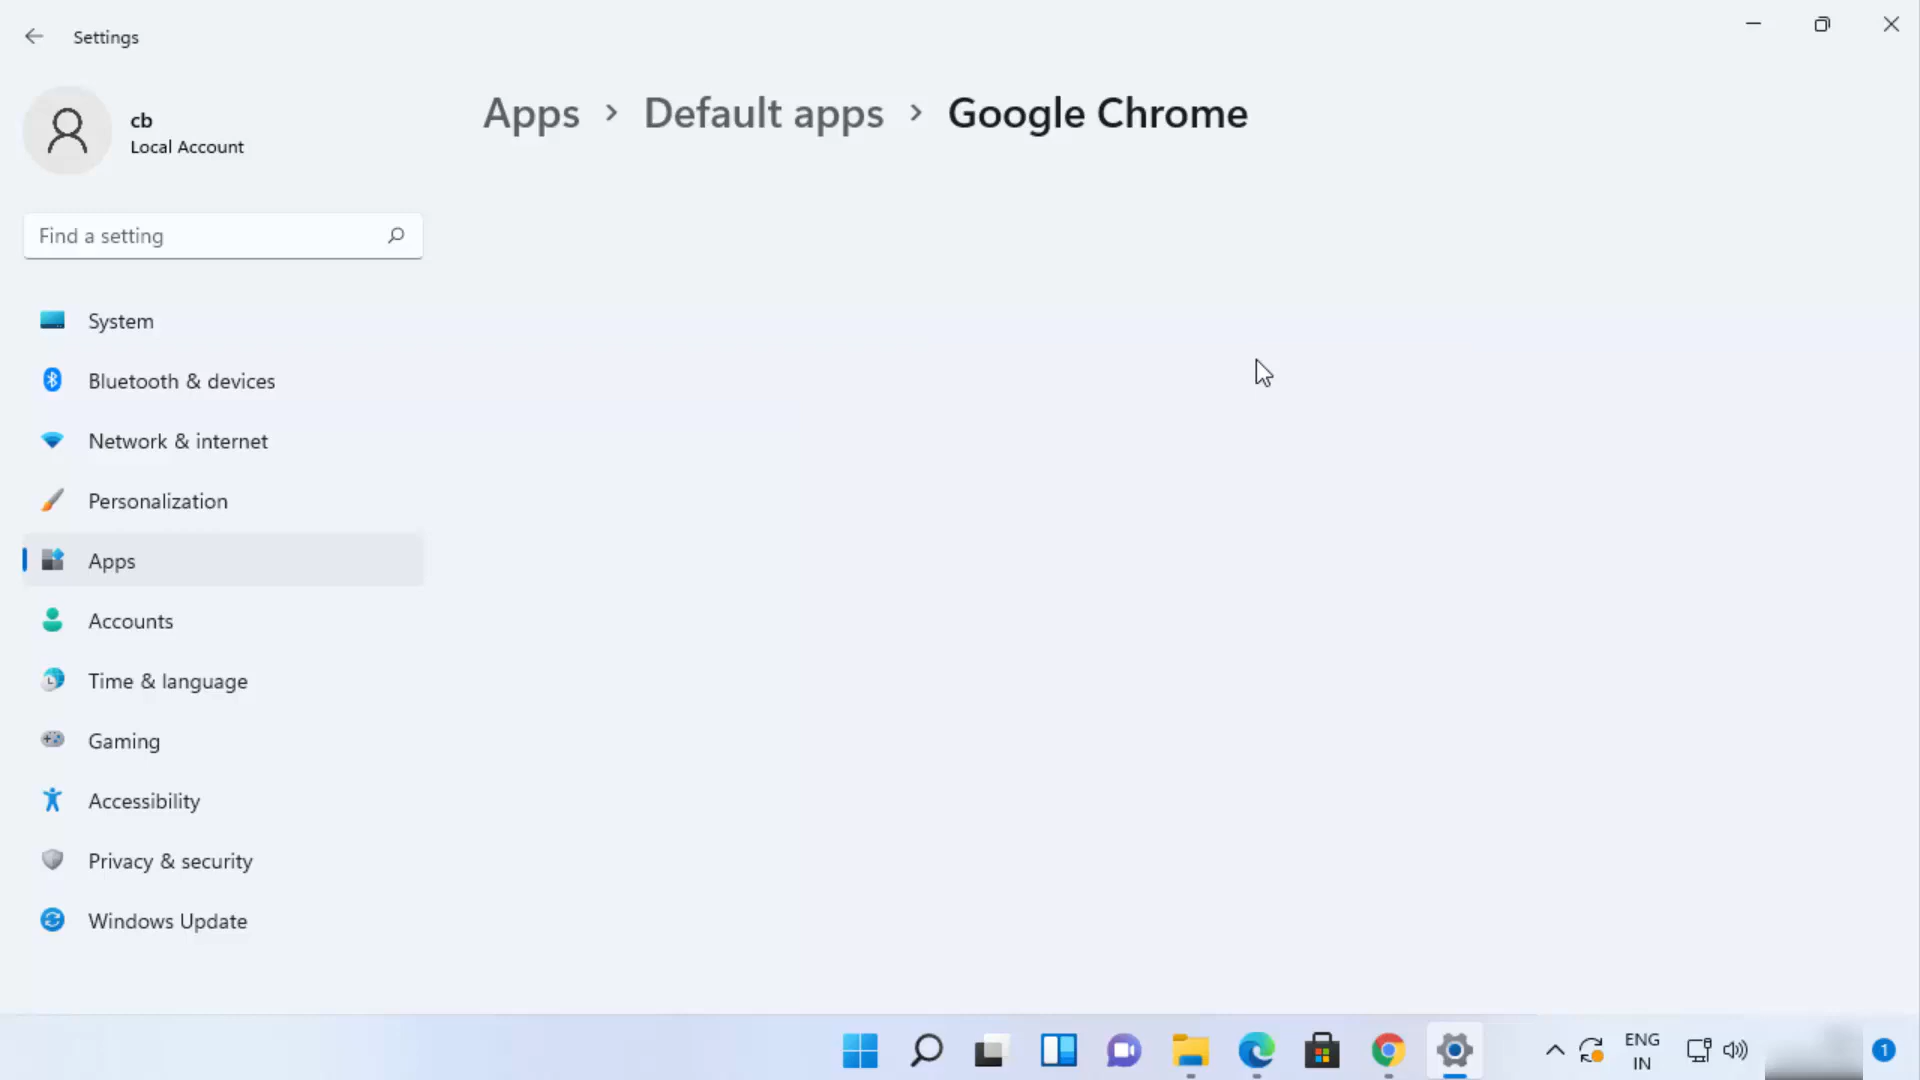 Settings
cb
Local Account
Find a setting
Apps > Default apps > Google Chrome
System
Bluetooth & devices
Network & internet
Personalization
Apps
Accounts
Time & language
Gaming
Accessibility
Privacy & security
Windows Update
ENG
IN
1